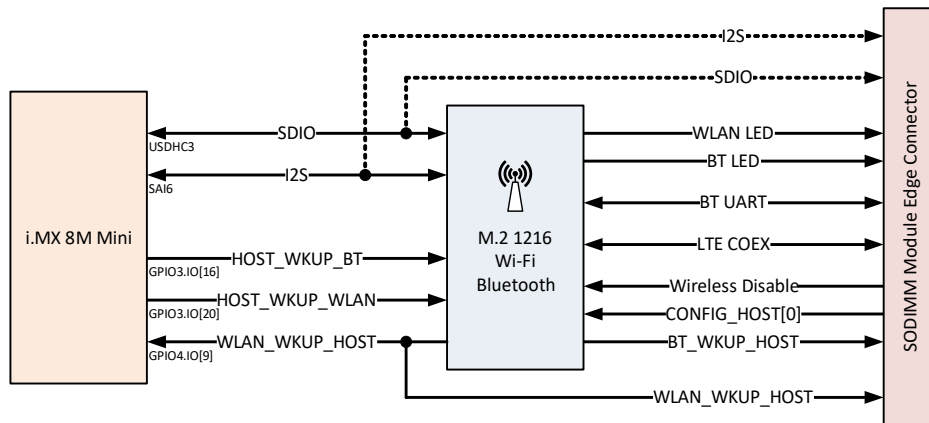 I2S
SDIO
SDIO
WLAN LED
USDHC3
BT LED
I2S
SAI6
BT UART
i.MX 8M Mini
M.2 1216
Wi-Fi
Bluetooth
LTE COEX
HOST_WKUP_BT
GPIO3.IO[16]
Wireless Disable
HOST_WKUP_WLAN
GPIO3.IO[20]
CONFIG_HOST[0]
WLAN_WKUP_HOST
GPIO4.IO[9]
BT_WKUP_HOST
WLAN_WKUP_HOST
SODIMM Module Edge Connector